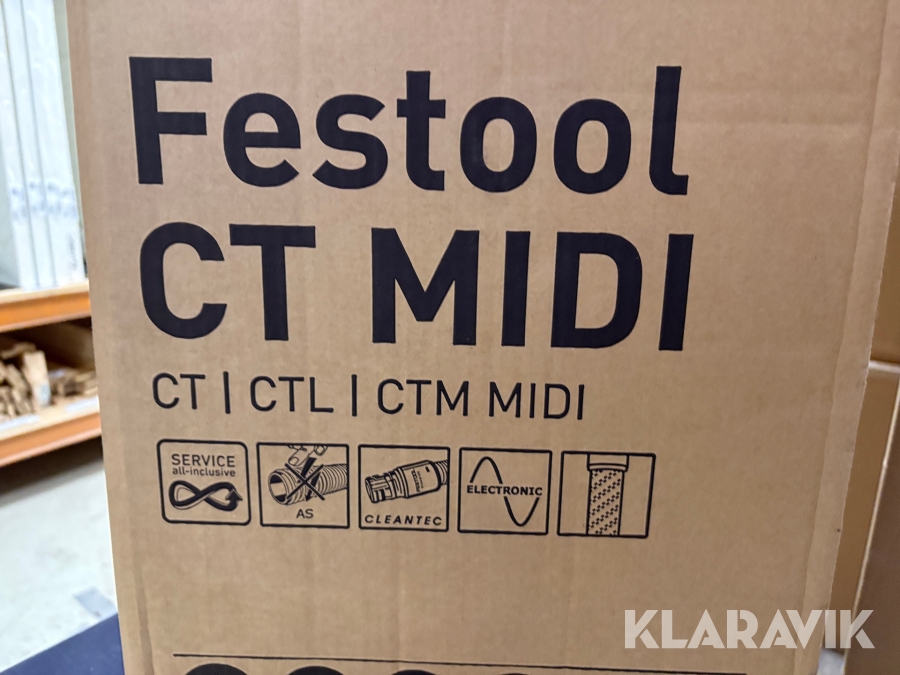 Festool
CT MIDI
CT | CTL | CTM MIDI
SERVICE
all-inclusive
AS
CLEANTEC
ELECTRONIC
KLARAVIK